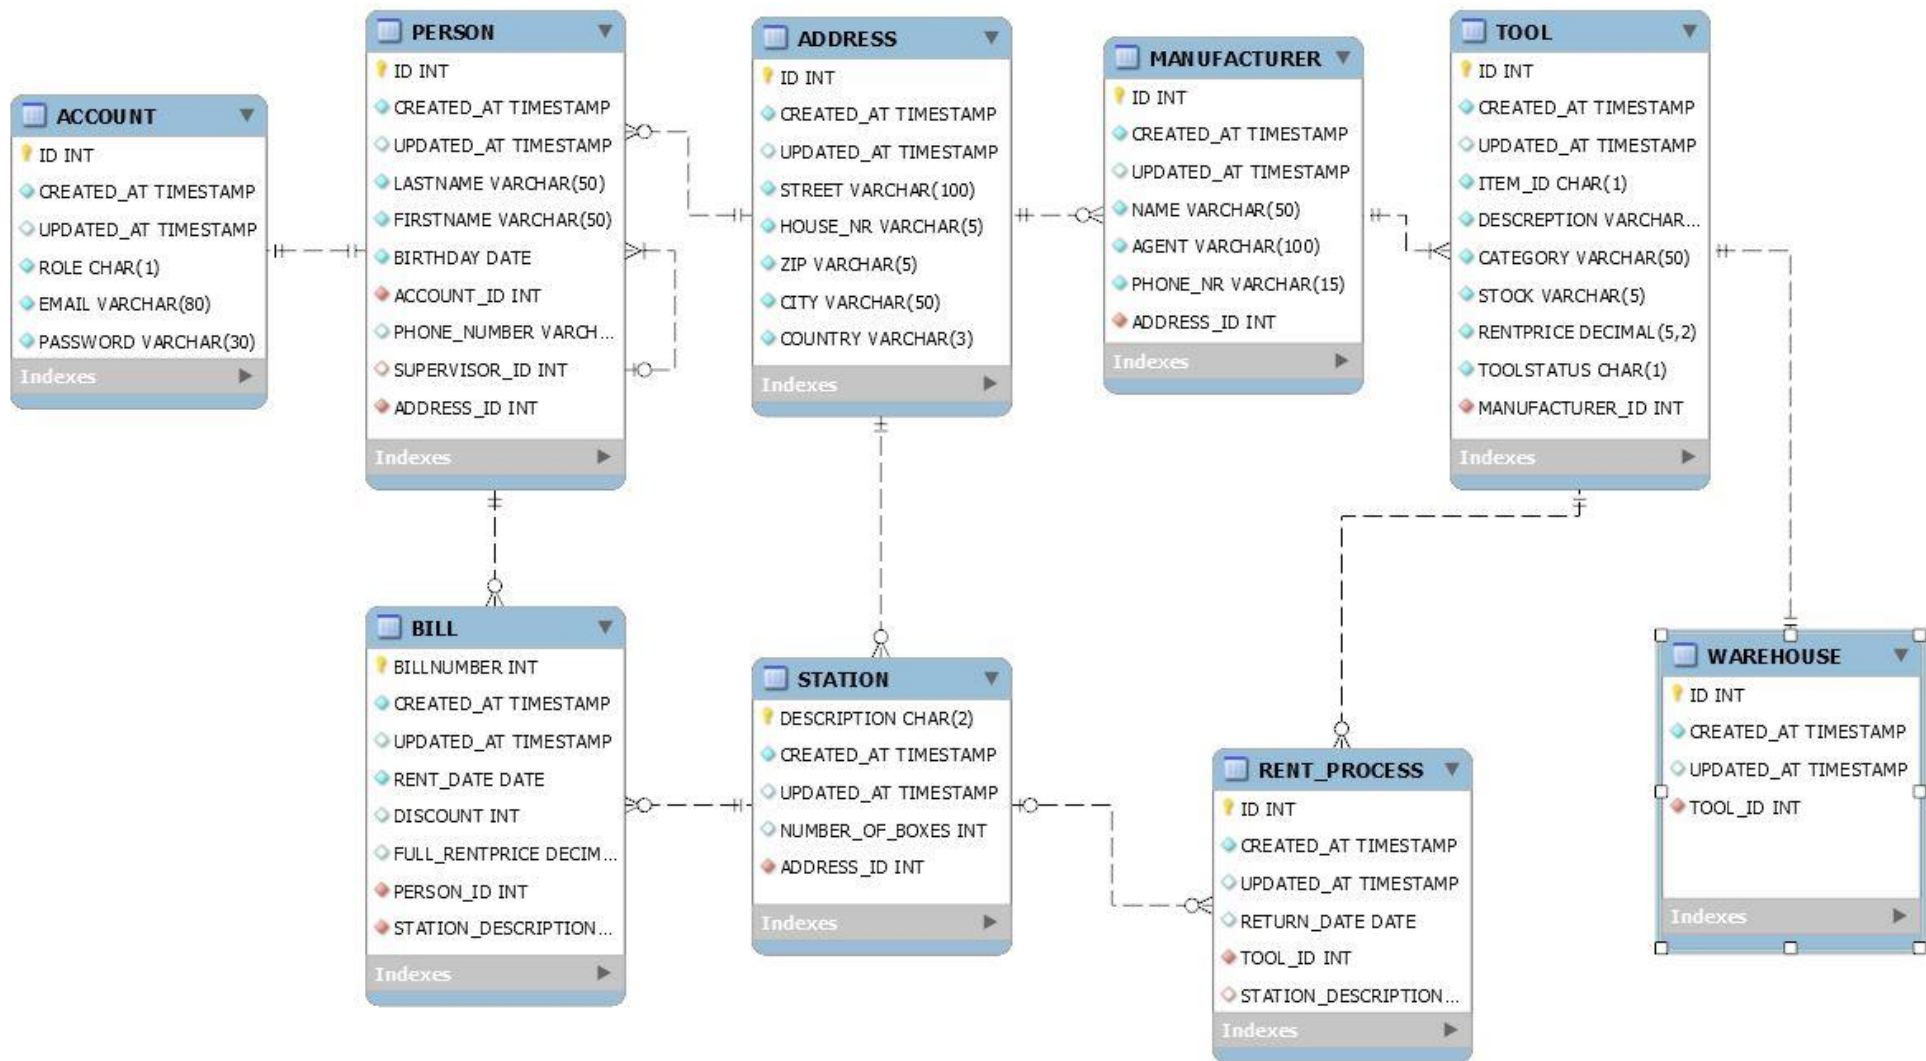 ACCOUNT
ID INT
CREATED_AT TIMESTAMP
UPDATED_AT TIMESTAMP
ROLE CHAR(1)
EMAIL VARCHAR(80)
PASSWORD VARCHAR(30)
Indexes
PERSON
ID INT
CREATED_AT TIMESTAMP
UPDATED_AT TIMESTAMP
LASTNAME VARCHAR(50)
FIRSTNAME VARCHAR(50)
BIRTHDAY DATE
ACCOUNT_ID INT
PHONE_NUMBER VARCH...
SUPERVISOR_ID INT
ADDRESS_ID INT
Indexes
ADDRESS
ID INT
CREATED_AT TIMESTAMP
UPDATED_AT TIMESTAMP
STREET VARCHAR(100)
HOUSE_NR VARCHAR(5)
ZIP VARCHAR(5)
CITY VARCHAR(50)
COUNTRY VARCHAR(3)
Indexes
MANUFACTURER
ID INT
CREATED_AT TIMESTAMP
UPDATED_AT TIMESTAMP
NAME VARCHAR(50)
AGENT VARCHAR(100)
PHONE_NR VARCHAR(15)
ADDRESS_ID INT
Indexes
TOOL
ID INT
CREATED_AT TIMESTAMP
UPDATED_AT TIMESTAMP
ITEM_ID CHAR(1)
DESCREPTION VARCHAR...
CATEGORY VARCHAR(50)
STOCK VARCHAR(5)
RENTPRICE DECIMAL(5,2)
TOOLSTATUS CHAR(1)
MANUFACTURER_ID INT
Indexes
BILL
BILLNUMBER INT
CREATED_AT TIMESTAMP
UPDATED_AT TIMESTAMP
RENT_DATE DATE
DISCOUNT INT
FULL_RENTPRICE DECIM...
PERSON_ID INT
STATION_DESCRIPTION...
Indexes
STATION
DESCRIPTION CHAR(2)
CREATED_AT TIMESTAMP
UPDATED_AT TIMESTAMP
NUMBER_OF_BOXES INT
ADDRESS_ID INT
Indexes
RENT_PROCESS
ID INT
CREATED_AT TIMESTAMP
UPDATED_AT TIMESTAMP
RETURN_DATE DATE
TOOL_ID INT
STATION_DESCRIPTION...
Indexes
WAREHOUSE
ID INT
CREATED_AT TIMESTAMP
UPDATED_AT TIMESTAMP
TOOL_ID INT
Indexes